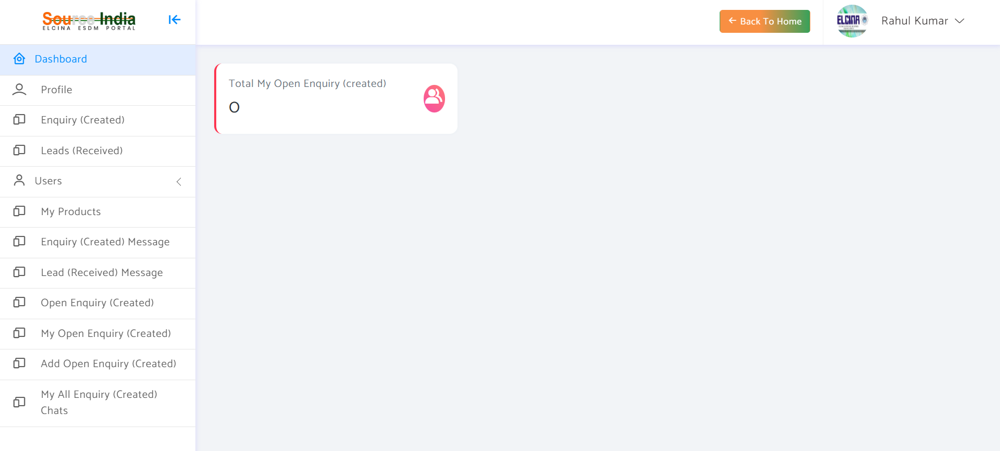 Source India
ELCINA ESDM PORTAL
Back To Home
ELCINA
Rahul Kumar
Dashboard
Profile
Enquiry (Created)
Leads (Received)
Users
My Products
Enquiry (Created) Message
Lead (Received) Message
Open Enquiry (Created)
My Open Enquiry (Created)
Add Open Enquiry (Created)
My All Enquiry (Created)
Chats
Total My Open Enquiry (created)
0